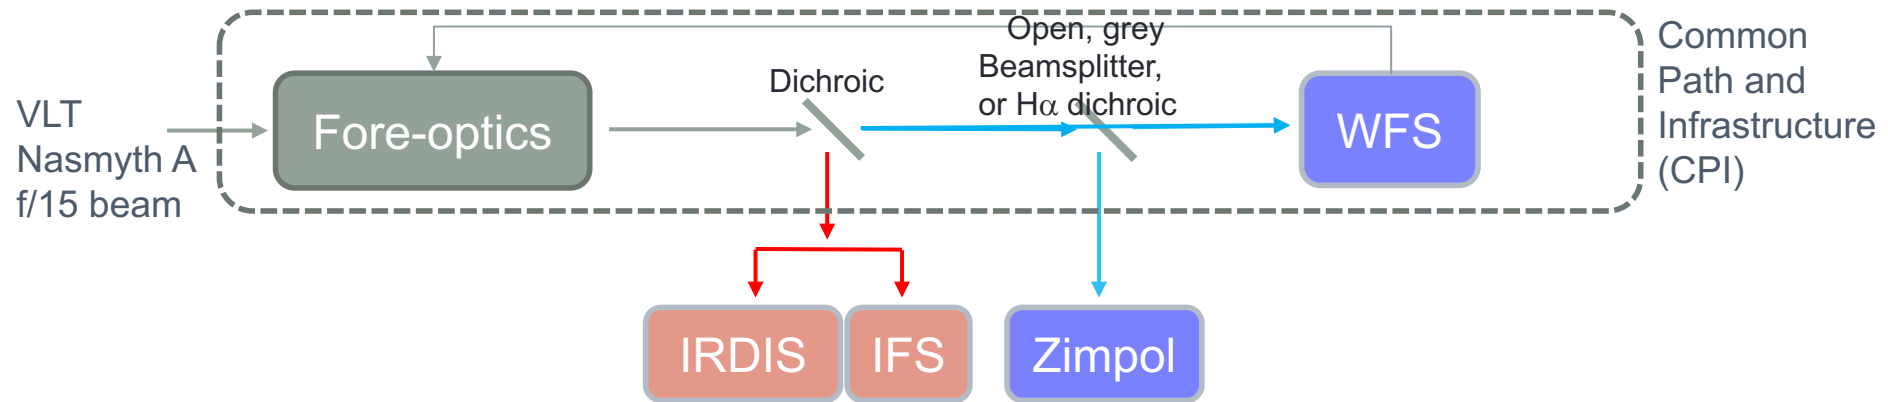 VLT
Nasmyth A
f/15 beam
Fore-optics
Dichroic
Open, grey
Beamsplitter,
or Hα dichroic
WFS
Common
Path and
Infrastructure
(CPI)
IRDIS
IFS
Zimpol